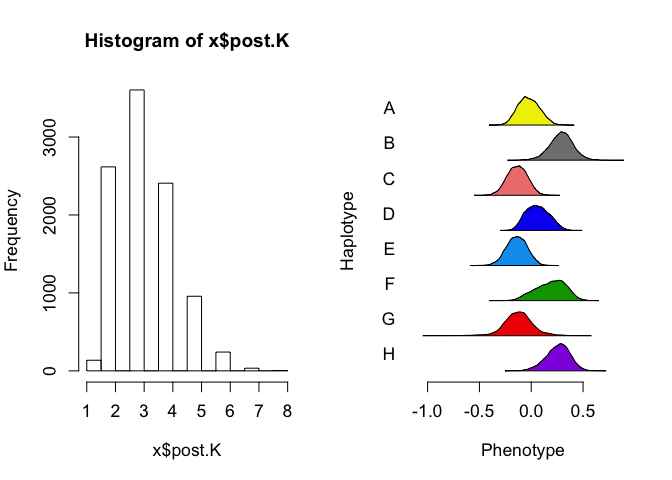 Histogram of x$post.K
Frequency
0
1000
2000
3000
1 2 3 4 5 6 7 8
x$post.K
Haplotype
A
B
C
D
E
F
G
H
-1.0 -0.5 0.0 0.5
Phenotype